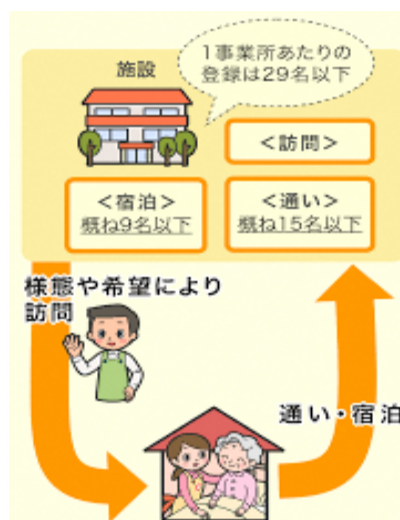 1事業所あたりの
登録は29名以下
施設
<訪問>
<宿泊>
概ね9名以下
<通い>
概ね15名以下
様態や希望により
訪問
通い・宿泊